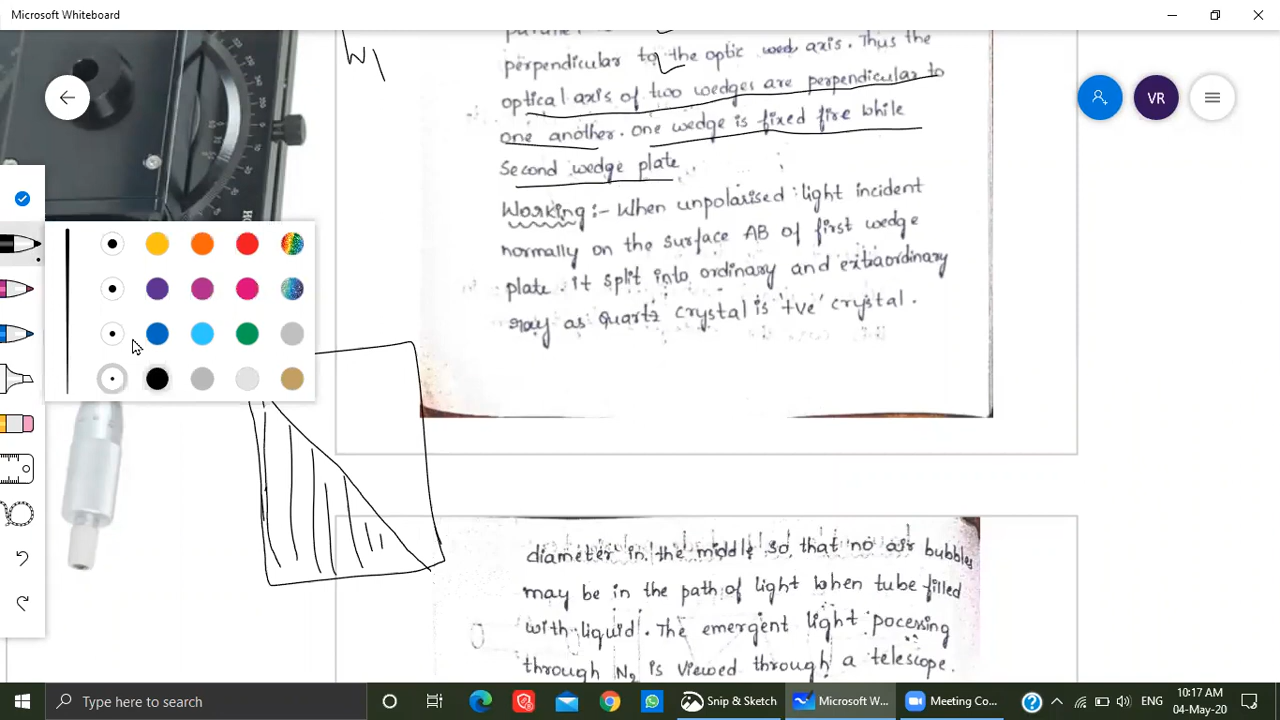 Microsoft Whiteboard
W1
perpendicular to the optic axis. Thus the
optical axis of two wedges are perpendicular to
one another. One wedge is fixed fire while
Second wedge plate
Working :- When unpolarised light incident
normally on the surface AB of first wedge
plate. it split into ordinary and extraordinary
ray as quartz crystal is '+ve' crystal.
VR
diameter in the middle so that no air bubbles
may be in the path of light when tube filled
with liquid. The emergent light pocessing
through N2 is viewed through a telescope.
Type here to search
Snip & Sketch
Microsoft W...
Meeting Co...
ENG
10:17 AM
04-May-20